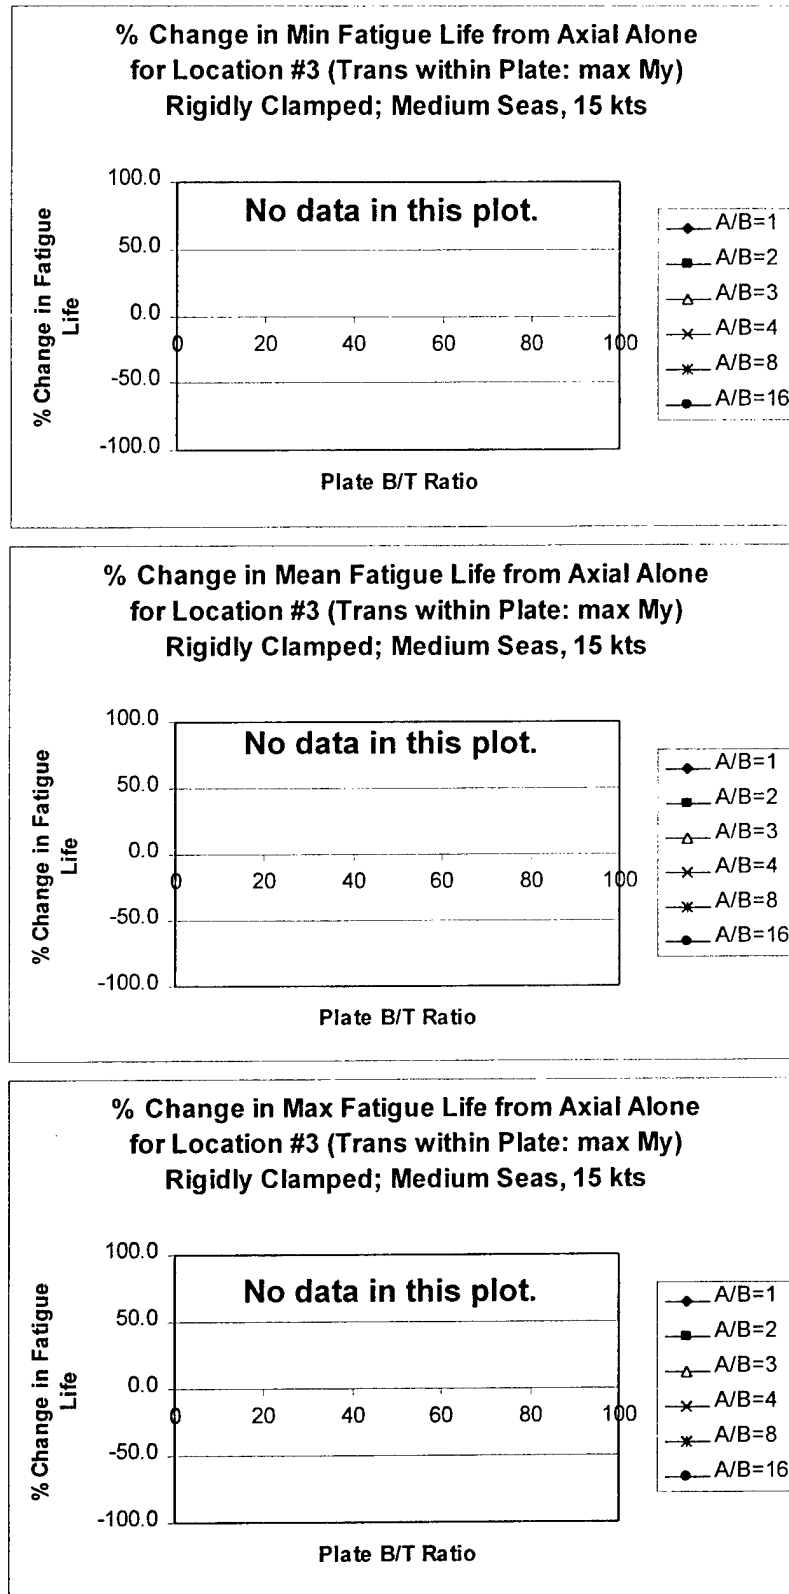 % Change in Min Fatigue Life from Axial Alone
for Location #3 (Trans within Plate: max My)
Rigidly Clamped; Medium Seas, 15 kts
% Change in Fatigue
Life
100.0
50.0
0.0
-50.0
-100.0
No data in this plot.
0
20
40
60
80
100
Plate B/T Ratio
A/B=1
A/B=2
A/B=3
A/B=4
A/B=8
A/B=16
% Change in Mean Fatigue Life from Axial Alone
for Location #3 (Trans within Plate: max My)
Rigidly Clamped; Medium Seas, 15 kts
% Change in Fatigue
Life
100.0
50.0
0.0
-50.0
-100.0
No data in this plot.
0
20
40
60
80
100
Plate B/T Ratio
A/B=1
A/B=2
A/B=3
A/B=4
A/B=8
A/B=16
% Change in Max Fatigue Life from Axial Alone
for Location #3 (Trans within Plate: max My)
Rigidly Clamped; Medium Seas, 15 kts
% Change in Fatigue
Life
100.0
50.0
0.0
-50.0
-100.0
No data in this plot.
0
20
40
60
80
100
Plate B/T Ratio
A/B=1
A/B=2
A/B=3
A/B=4
A/B=8
A/B=16